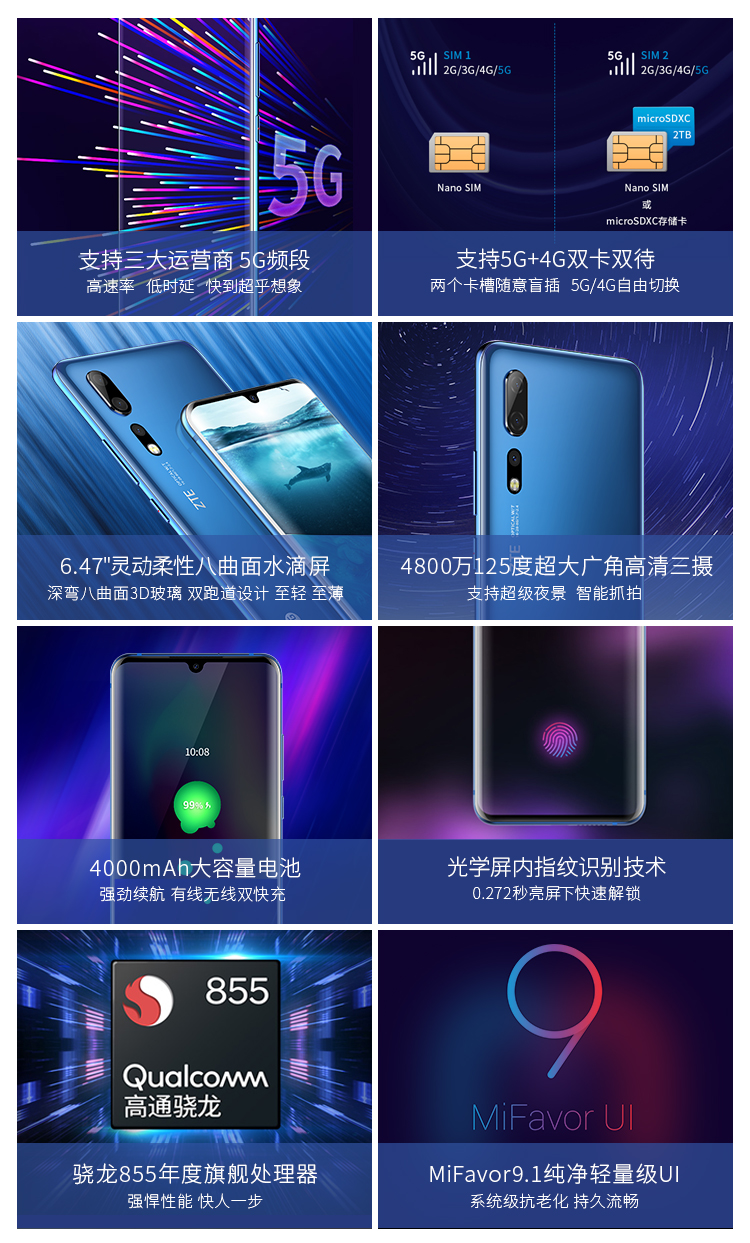 5G
支持三大运营商 5G频段
高速率 低时延 快到超乎想象
5G SIM 1
2G/3G/4G/5G
5G SIM 2
2G/3G/4G/5G
microSDXC
2TB
Nano SIM
Nano SIM
或
microSDXC存储卡
支持5G+4G双卡双待
两个卡槽随意盲插 5G/4G自由切换
ZTE
6.47"灵动柔性八曲面水滴屏
深弯八曲面3D玻璃 双跑道设计 至轻 至薄
4800万125度超大广角高清三摄
支持超级夜景 智能抓拍
10:08
99%
4000mAh大容量电池
强劲续航 有线无线双快充
光学屏内指纹识别技术
0.272秒亮屏下快速解锁
855
Qualcomm
高通骁龙
骁龙855年度旗舰处理器
强悍性能 快人一步
9
MiFavor UI
MiFavor9.1纯净轻量级UI
系统级抗老化 持久流畅